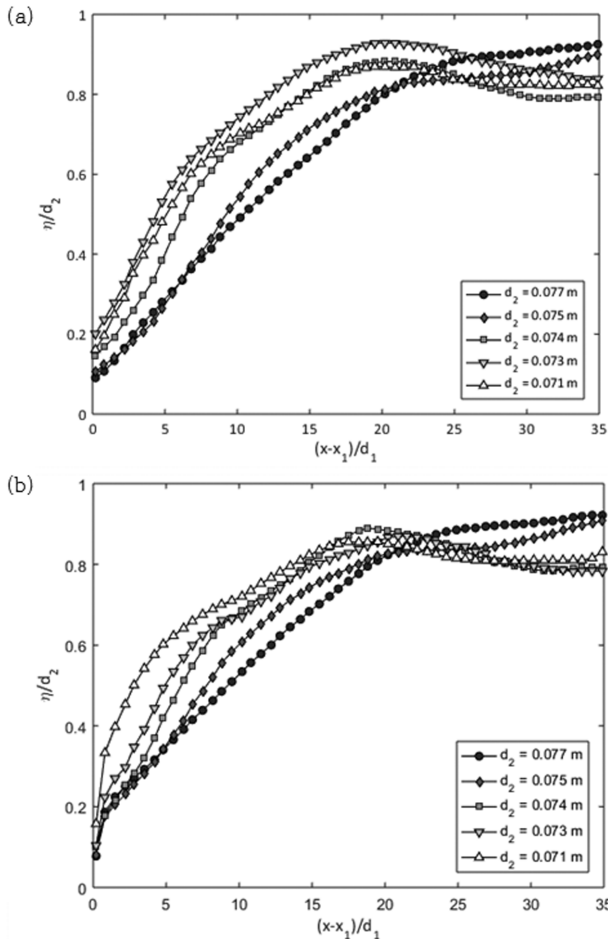 (a)
1
0.8
0.6
0.4
0.2
0
η/d2
0 5 10 15 20 25 30 35
(x-x1)/d1
d2 = 0.077 m
d2 = 0.075 m
d2 = 0.074 m
d2 = 0.073 m
d2 = 0.071 m
(b)
1
0.8
0.6
0.4
0.2
0
η/d2
0 5 10 15 20 25 30 35
(x-x1)/d1
d2 = 0.077 m
d2 = 0.075 m
d2 = 0.074 m
d2 = 0.073 m
d2 = 0.071 m